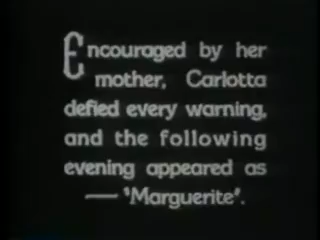 Encouraged by her
mother, Carlotta
defied every warning,
and the following
evening appeared as
— 'Marguerite'.